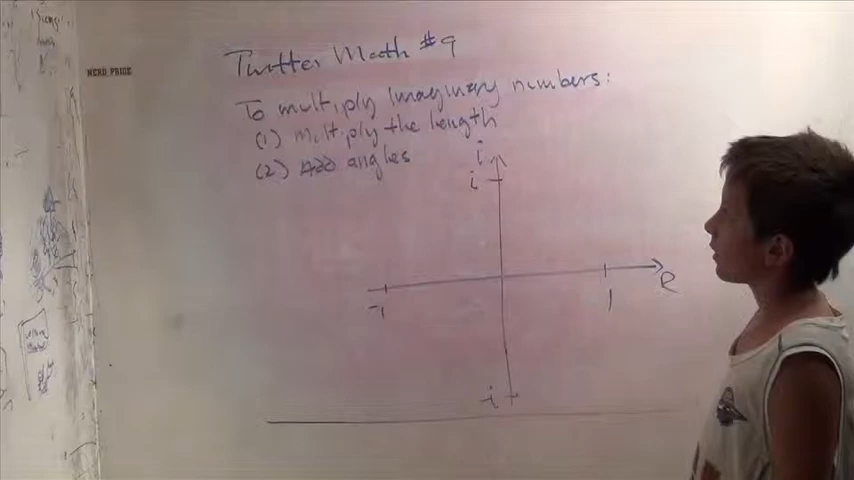 Twitter Math #9
NERD PRIDE
To multiply Imaginary numbers:
(1) multiply the length
(2) Add angles
i
i
R
-1
1
-i